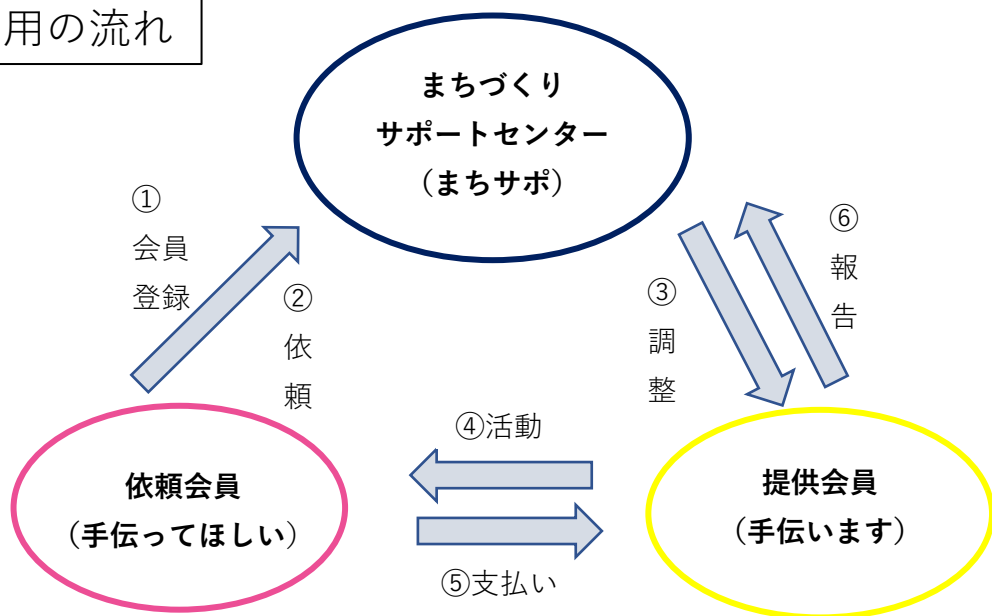 用の流れ
まちづくり
サポートセンター
（まちサポ）
①
会員
登録
②
依
頼
③
調
整
⑥
報
告
④活動
⑤支払い
依頼会員
（手伝ってほしい）
提供会員
（手伝います）